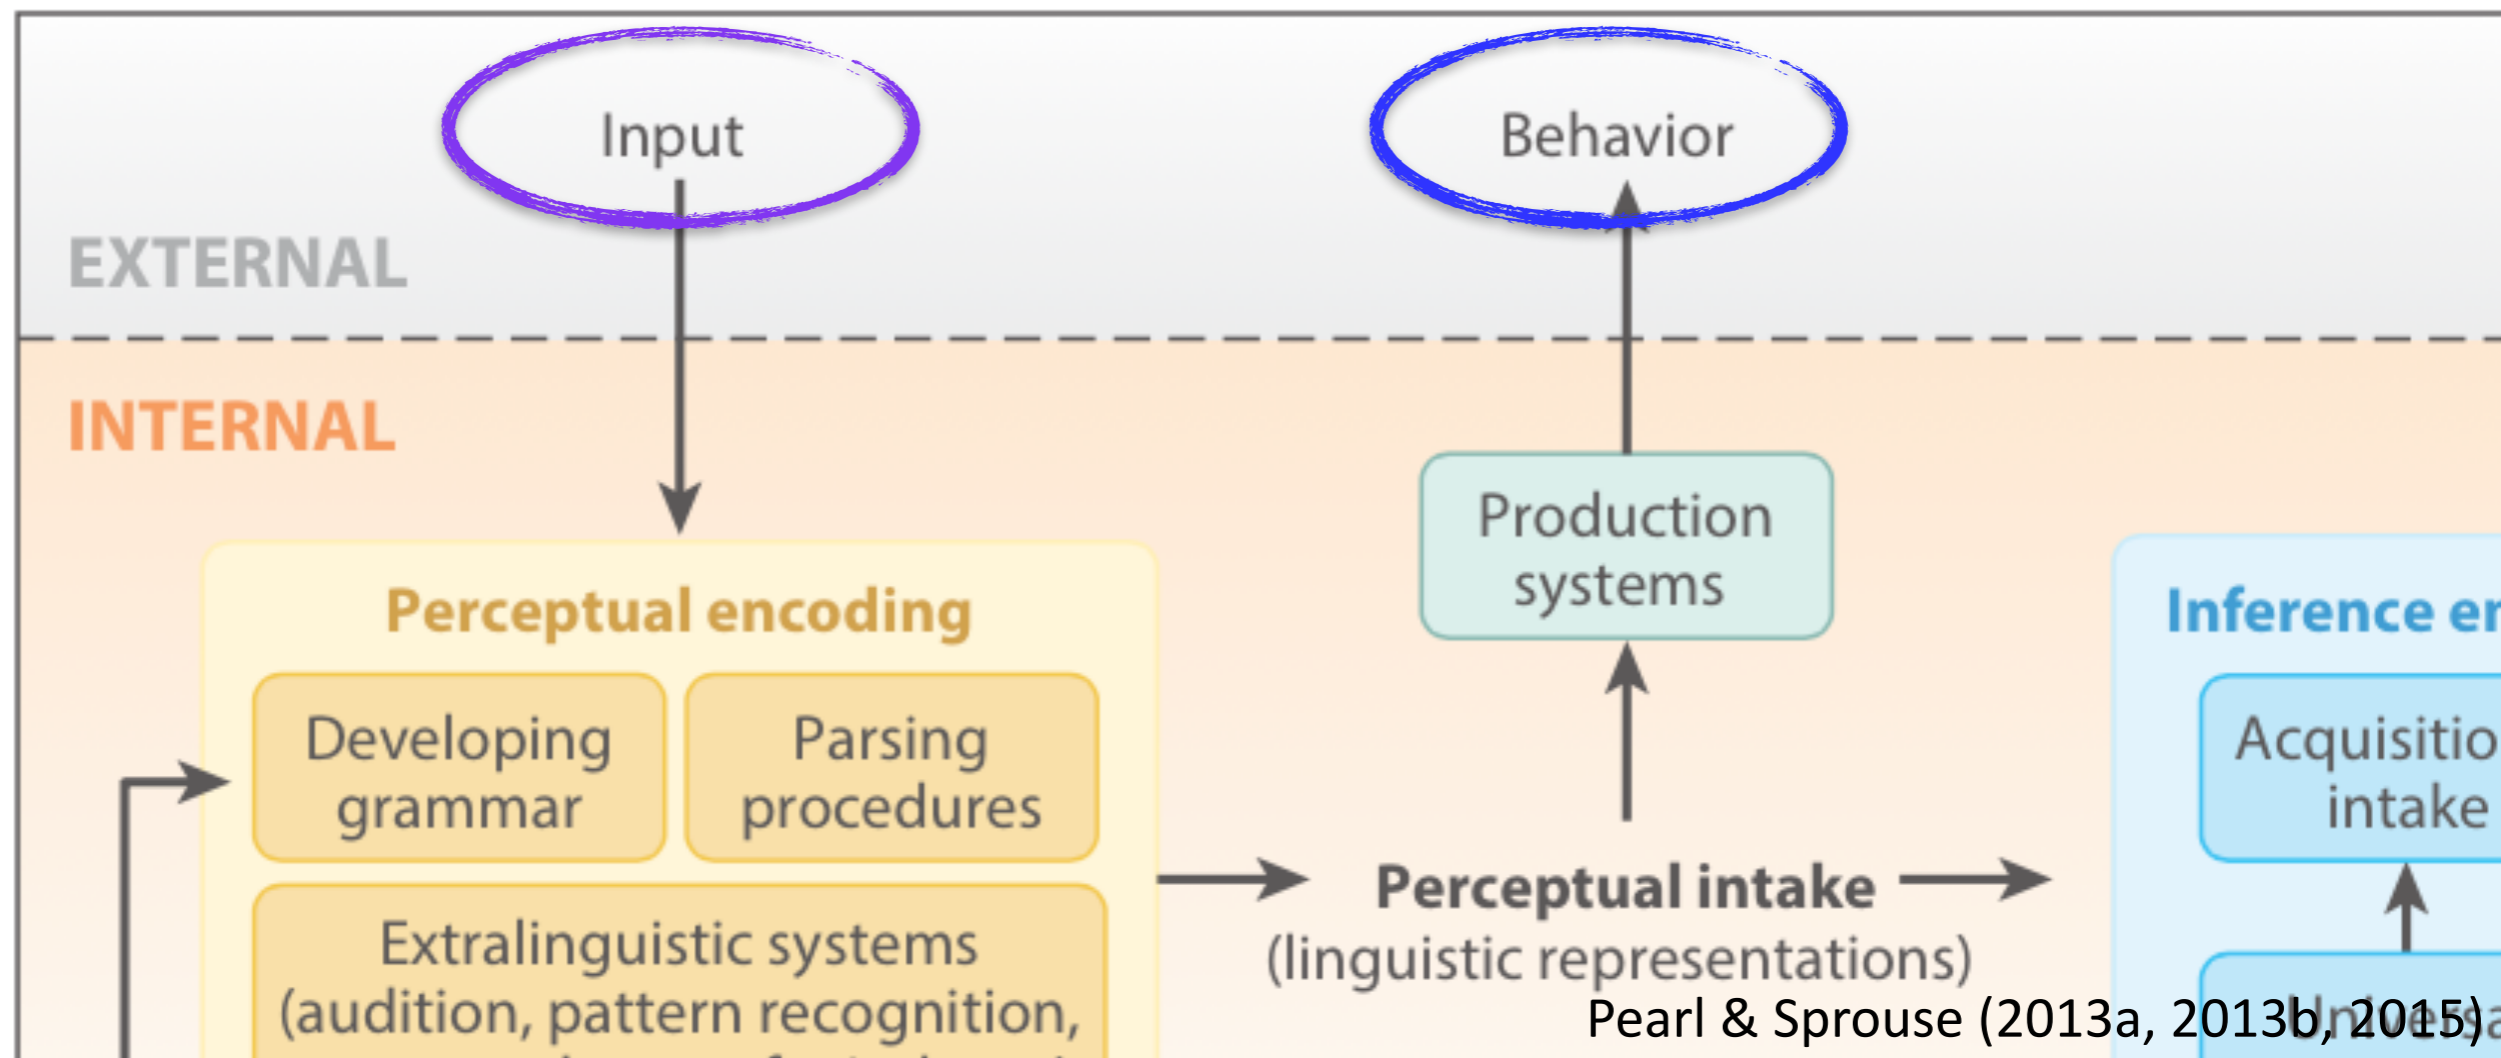 Input
Behavior
EXTERNAL
INTERNAL
Production
systems
Perceptual encoding
Developing
grammar
Parsing
procedures
Extralinguistic systems
(audition, pattern recognition,
Perceptual intake
(linguistic representations)
Inference
Acquisitio
intake
Pearl & Sprouse (2013a, 2013b, 2015)